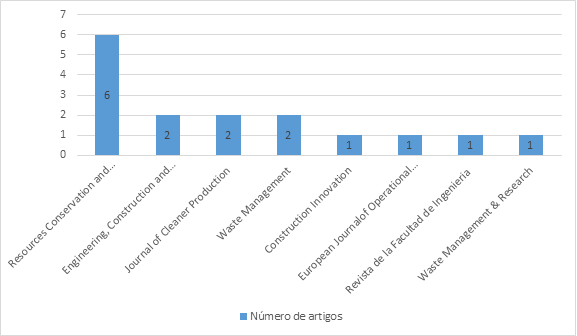 7
6
5
4
3
2
1
0
6
2
2
2
1
1
1
1
Resources Conservation and...
Engineering, Construction and...
Journal of Cleaner Production
Waste Management
Construction Innovation
European Journalof Operational...
Revista de la Facultad de Ingenieria
Waste Management & Research
Número de artigos